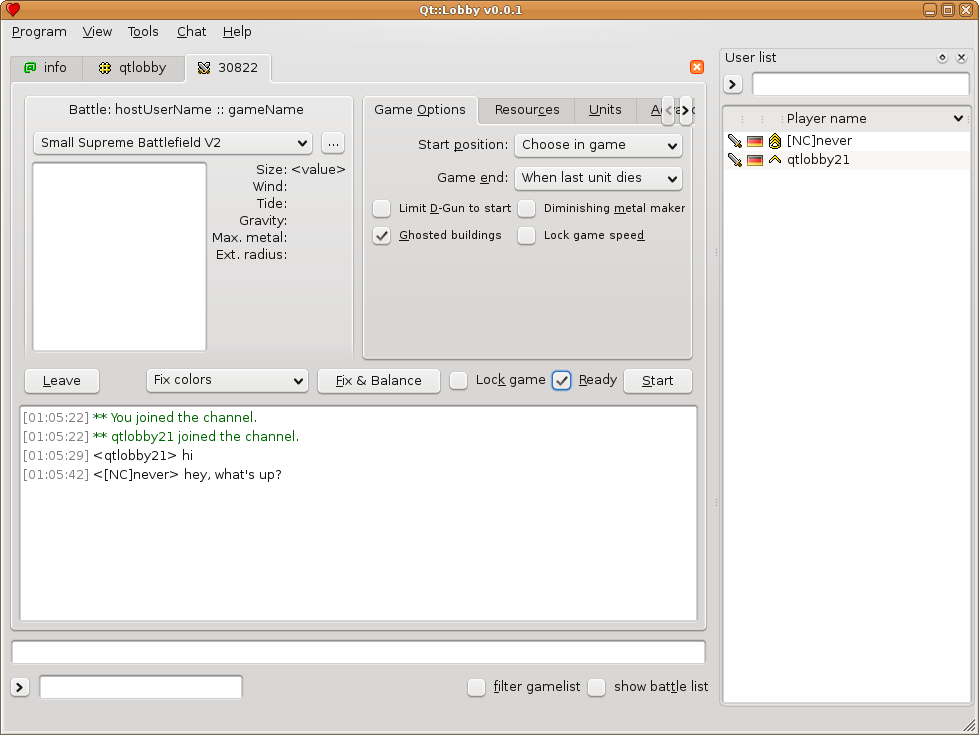 Qt::Lobby v0.0.1
Program View Tools Chat Help
info qtlobby 30822
User list
Battle: hostUserName :: gameName
Game Options Resources Units
Small Supreme Battlefield V2 ...
Size: <value>
Wind:
Tide:
Gravity:
Max. metal:
Ext. radius:
Start position: Choose in game
Game end: When last unit dies
Limit D-Gun to start Diminishing metal maker
Ghosted buildings Lock game speed
Leave Fix colors Fix & Balance Lock game Ready Start
[01:05:22] ** You joined the channel.
[01:05:22] ** qtlobby21 joined the channel.
[01:05:29] <qtlobby21> hi
[01:05:42] <[NC]never> hey, what's up?
filter gamelist show battle list
Player name
[NC]never
qtlobby21